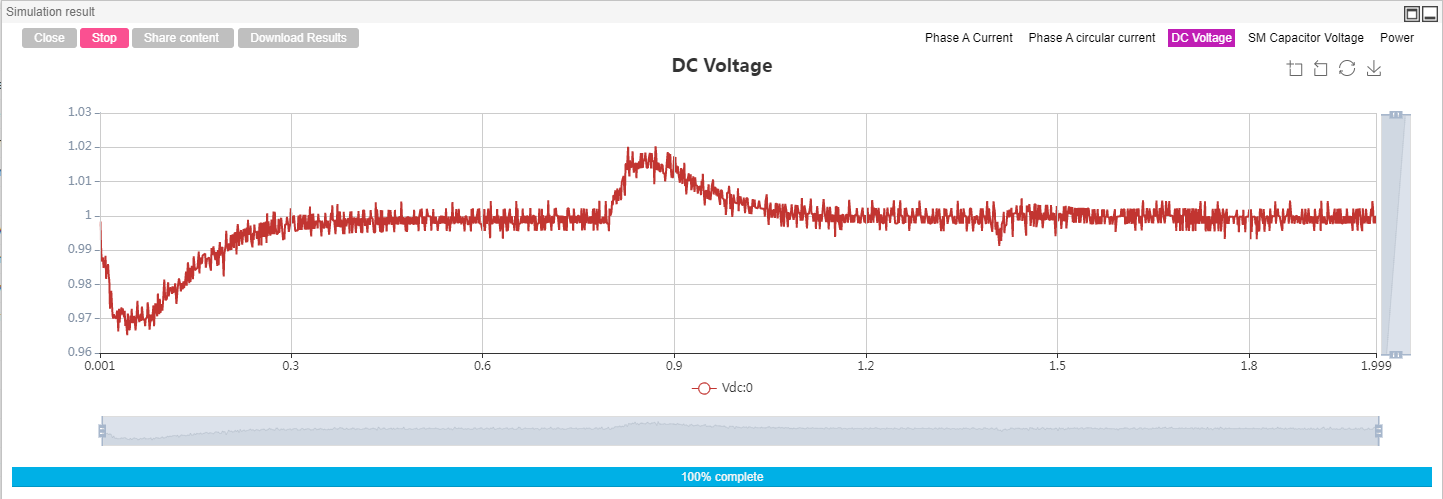 Simulation result
Close Stop Share content Download Results Phase A Current Phase A circular current DC Voltage SM Capacitor Voltage Power
DC Voltage
1.03
1.02
1.01
1
0.99
0.98
0.97
0.96
0.001 0.3 0.6 0.9 1.2 1.5 1.8 1.999
Vdc:0
100% complete